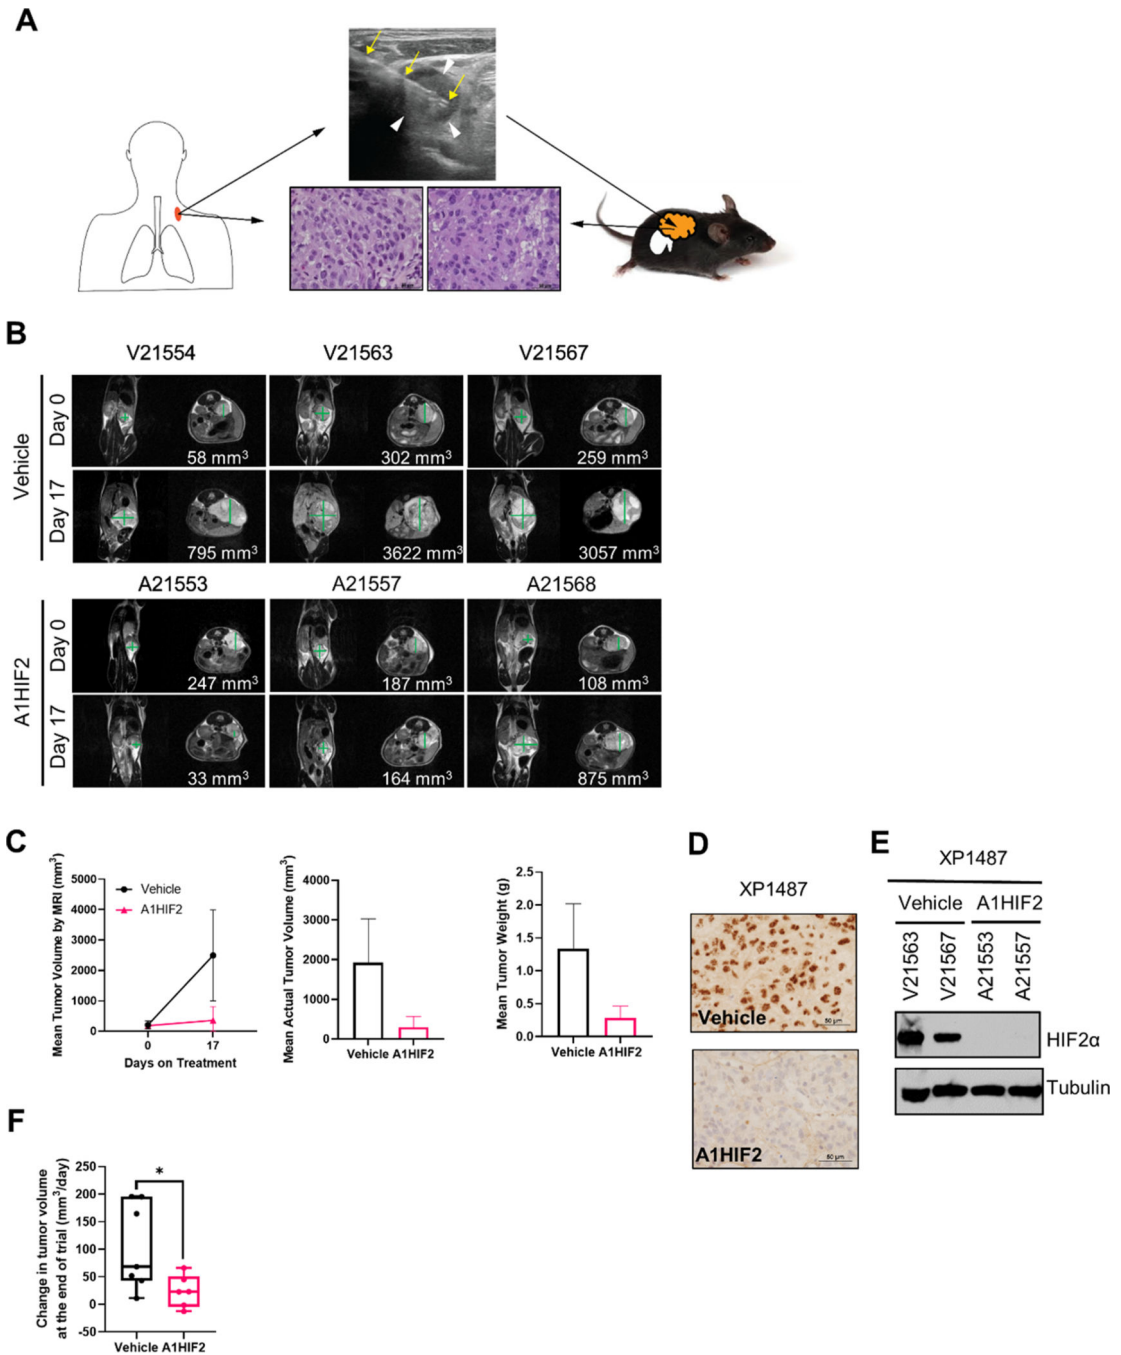 A
B
V21554 V21563 V21567
Vehicle
Day 0
58 mm³ 302 mm³ 259 mm³
Day 17
795 mm³ 3622 mm³ 3057 mm³
A21553 A21557 A21568
A1HIF2
Day 0
247 mm³ 187 mm³ 108 mm³
Day 17
33 mm³ 164 mm³ 875 mm³
C
Mean Tumor Volume by MRI (mm³)
5000
4000
3000
2000
1000
0
Vehicle
A1HIF2
0 17
Days on Treatment
Mean Actual Tumor Volume (mm³)
4000
3000
2000
1000
0
Vehicle A1HIF2
Mean Tumor Weight (g)
2.5
2.0
1.5
1.0
0.5
0.0
Vehicle A1HIF2
D
XP1487
Vehicle
50 µm
A1HIF2
50 µm
E
XP1487
Vehicle A1HIF2
V21563 V21567 A21553 A21557
HIF2α
Tubulin
F
Change in tumor volume
at the end of trial (mm³/day)
250
200
150
100
50
0
-50
*
Vehicle A1HIF2